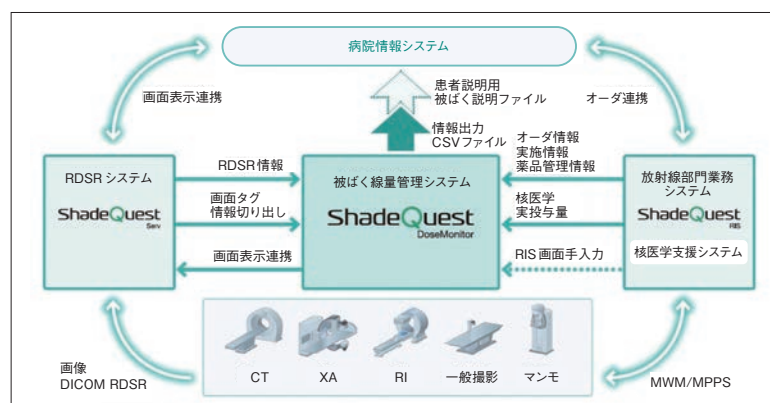 病院情報システム
画面表示連携
患者説明用
被ばく説明ファイル
オーダ連携
情報出力
CSVファイル
RDSR システム
ShadeQuest
Serv
RDSR情報
画面タグ
情報切り出し
画面表示連携
被ばく線量管理システム
ShadeQuest
DoseMonitor
オーダ情報
実施情報
薬品管理情報
核医学
実投与量
RIS 画面手入力
放射線部門業務
システム
ShadeQuest
RIS
核医学支援システム
画像
DICOM RDSR
CT
XA
RI
一般撮影
マンモ
MWM/MPPS